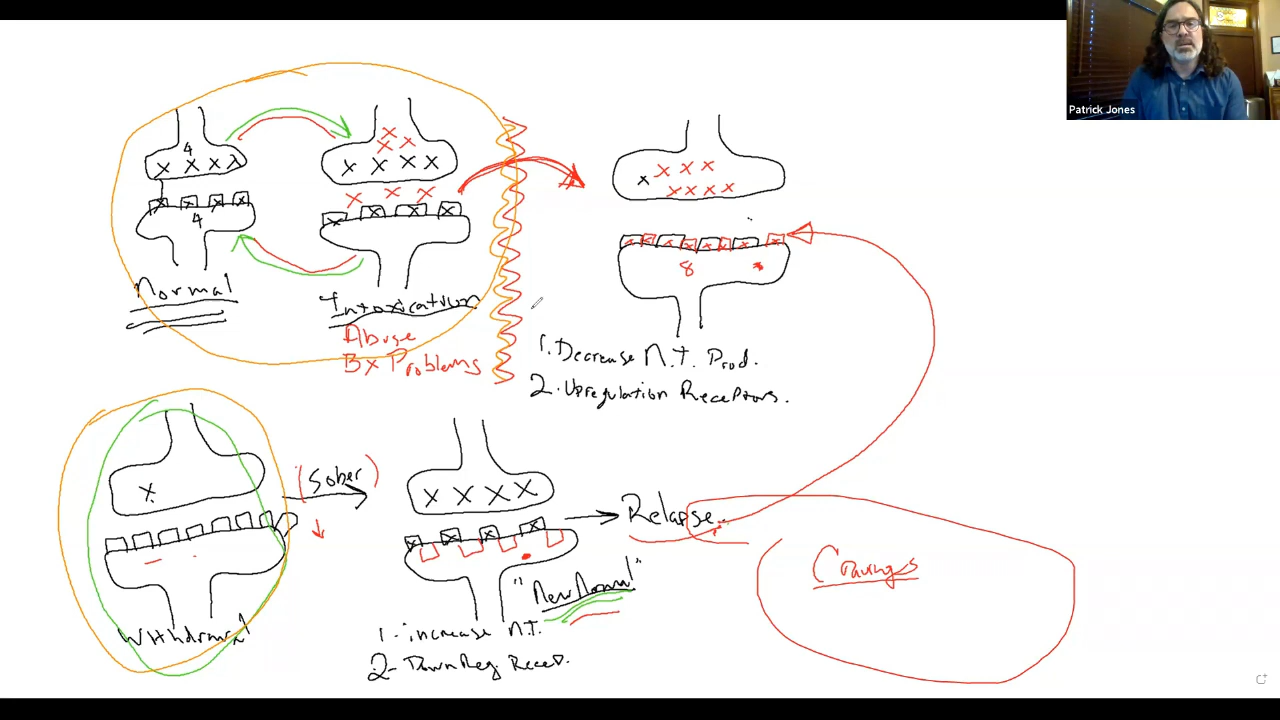 Patrick Jones
4
x x x x
x x x x
4
Normal
x
x x
x x x x
x x x
x x x x
Intoxication
Abuse
Bx Problems
x x x x
x x x x
x x x x x x x x
8
1. Decrease N.T. Prod.
2. Upregulation Receptors.
x
Withdrawal
(Sober)
x x x x
x x x x
"New Normal"
1. increase N.T.
2- Down Reg. Recept.
Relapse
Cravings